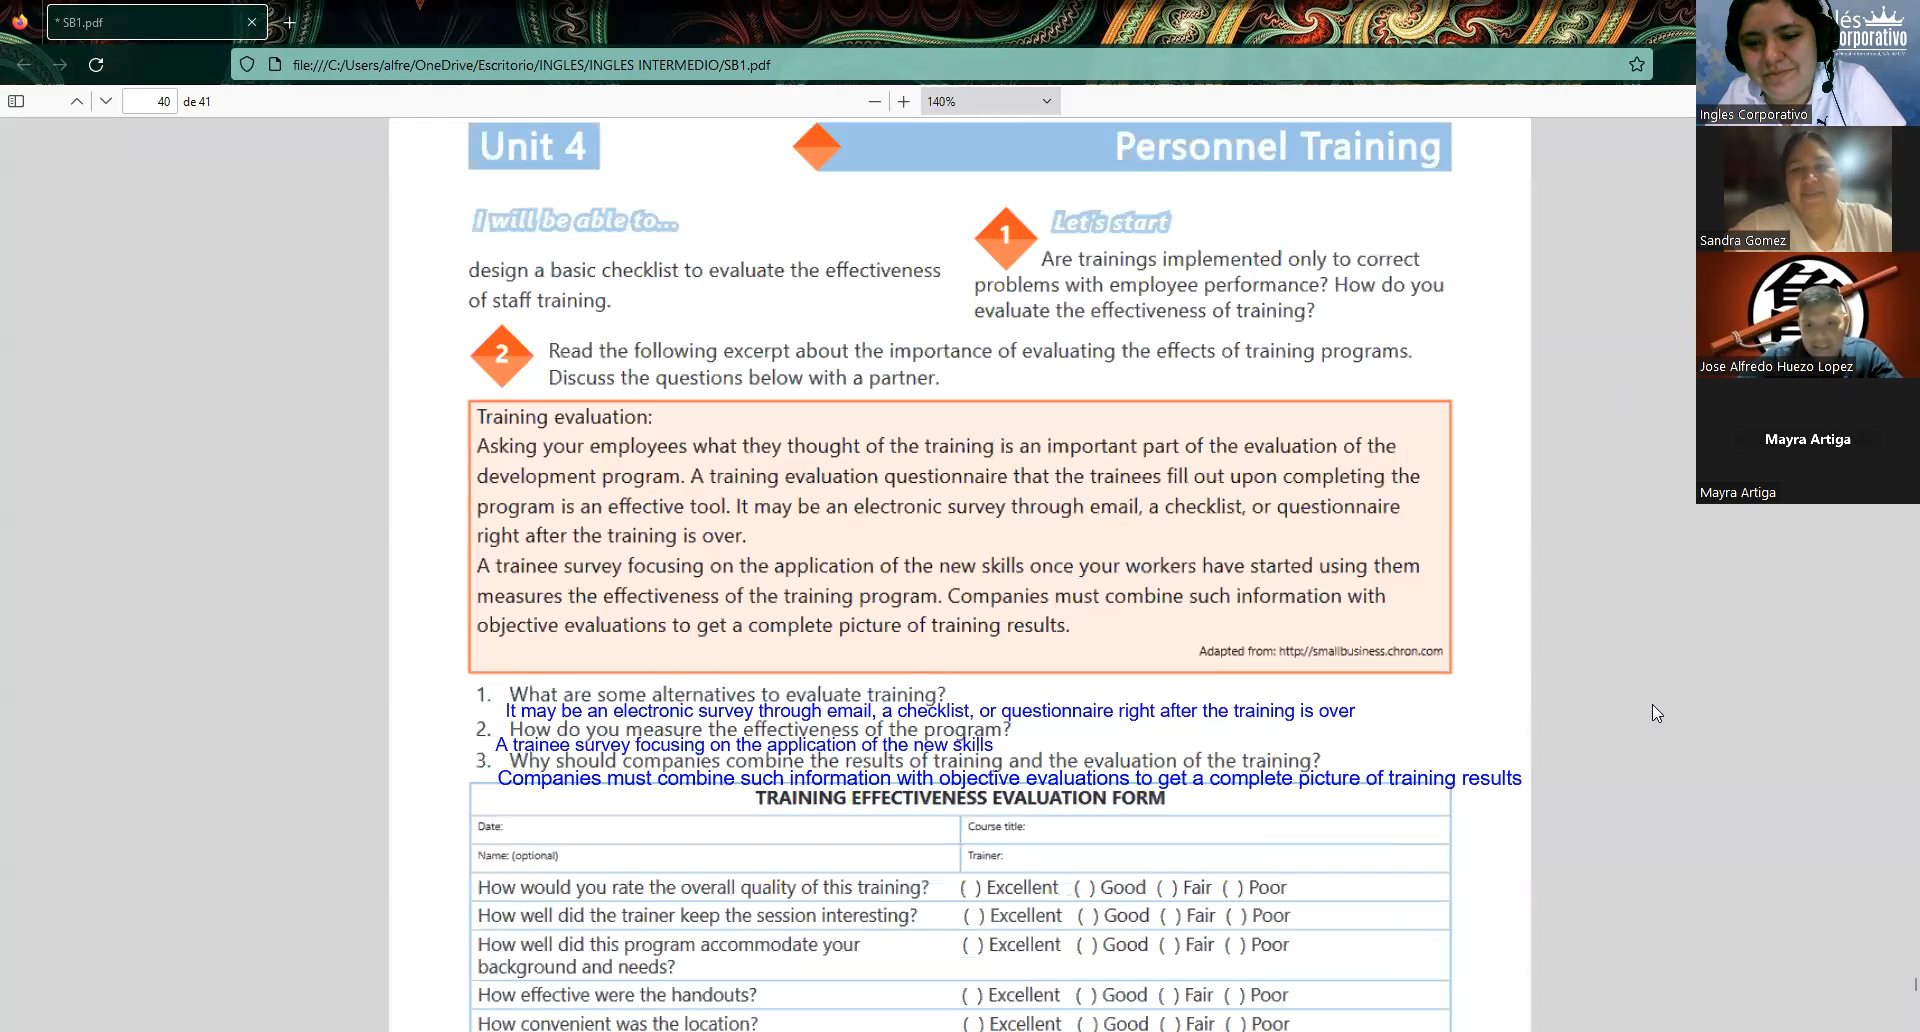 * SB1.pdf
file:///C:/Users/alfre/OneDrive/Escritorio/INGLES/INGLES INTERMEDIO/SB1.pdf
40 de 41
140%
Unit 4
Personnel Training
I will be able to...
design a basic checklist to evaluate the effectiveness
of staff training.
1
Let's start
Are trainings implemented only to correct
problems with employee performance? How do you
evaluate the effectiveness of training?
2
Read the following excerpt about the importance of evaluating the effects of training programs.
Discuss the questions below with a partner.
Training evaluation:
Asking your employees what they thought of the training is an important part of the evaluation of the
development program. A training evaluation questionnaire that the trainees fill out upon completing the
program is an effective tool. It may be an electronic survey through email, a checklist, or questionnaire
right after the training is over.
A trainee survey focusing on the application of the new skills once your workers have started using them
measures the effectiveness of the training program. Companies must combine such information with
objective evaluations to get a complete picture of training results.
Adapted from: http://smallbusiness.chron.com
1. What are some alternatives to evaluate training?
It may be an electronic survey through email, a checklist, or questionnaire right after the training is over
2. How do you measure the effectiveness of the program?
A trainee survey focusing on the application of the new skills
3. Why should companies combine the results of training and the evaluation of the training?
Companies must combine such information with objective evaluations to get a complete picture of training results
TRAINING EFFECTIVENESS EVALUATION FORM
Date: Course title:
Name: (optional) Trainer:
How would you rate the overall quality of this training? ( ) Excellent ( ) Good ( ) Fair ( ) Poor
How well did the trainer keep the session interesting? ( ) Excellent ( ) Good ( ) Fair ( ) Poor
How well did this program accommodate your ( ) Excellent ( ) Good ( ) Fair ( ) Poor
background and needs?
How effective were the handouts? ( ) Excellent ( ) Good ( ) Fair ( ) Poor
How convenient was the location? ( ) Excellent ( ) Good ( ) Fair ( ) Poor
lés
orporativo
Ingles Corporativo
Sandra Gomez
Jose Alfredo Huezo Lopez
Mayra Artiga
Mayra Artiga